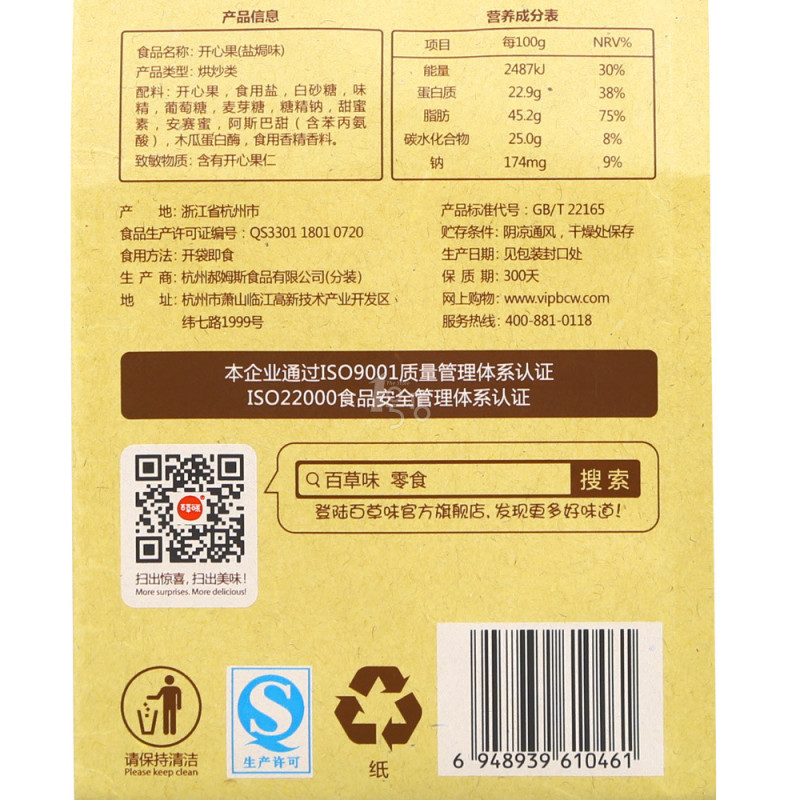 产品信息
食品名称：开心果(盐焗味)
产品类型：烘炒类
配料：开心果，食用盐，白砂糖，味
精，葡萄糖，麦芽糖，糖精钠，甜蜜
素，安赛蜜，阿斯巴甜（含苯丙氨
酸），木瓜蛋白酶，食用香精香料。
致敏物质：含有开心果仁
营养成分表
项目 每100g NRV%
能量 2487kJ 30%
蛋白质 22.9g 38%
脂肪 45.2g 75%
碳水化合物 25.0g 8%
钠 174mg 9%
产 地：浙江省杭州市
食品生产许可证编号：QS3301 1801 0720
食用方法：开袋即食
生 产 商：杭州郝姆斯食品有限公司(分装)
地 址：杭州市萧山临江高新技术产业开发区
纬七路1999号
产品标准代号：GB/T 22165
贮存条件：阴凉通风，干燥处保存
生产日期：见包装封口处
保 质 期：300天
网上购物：www.vipbcw.com
服务热线：400-881-0118
本企业通过ISO9001质量管理体系认证
ISO22000食品安全管理体系认证
百草味
扫出惊喜，扫出美味！
More surprises. More delicious!
百草味 零食 搜索
登陆百草味官方旗舰店，发现更多好味道！
请保持清洁
Please keep clean
生产许可
纸
6 948939 610461